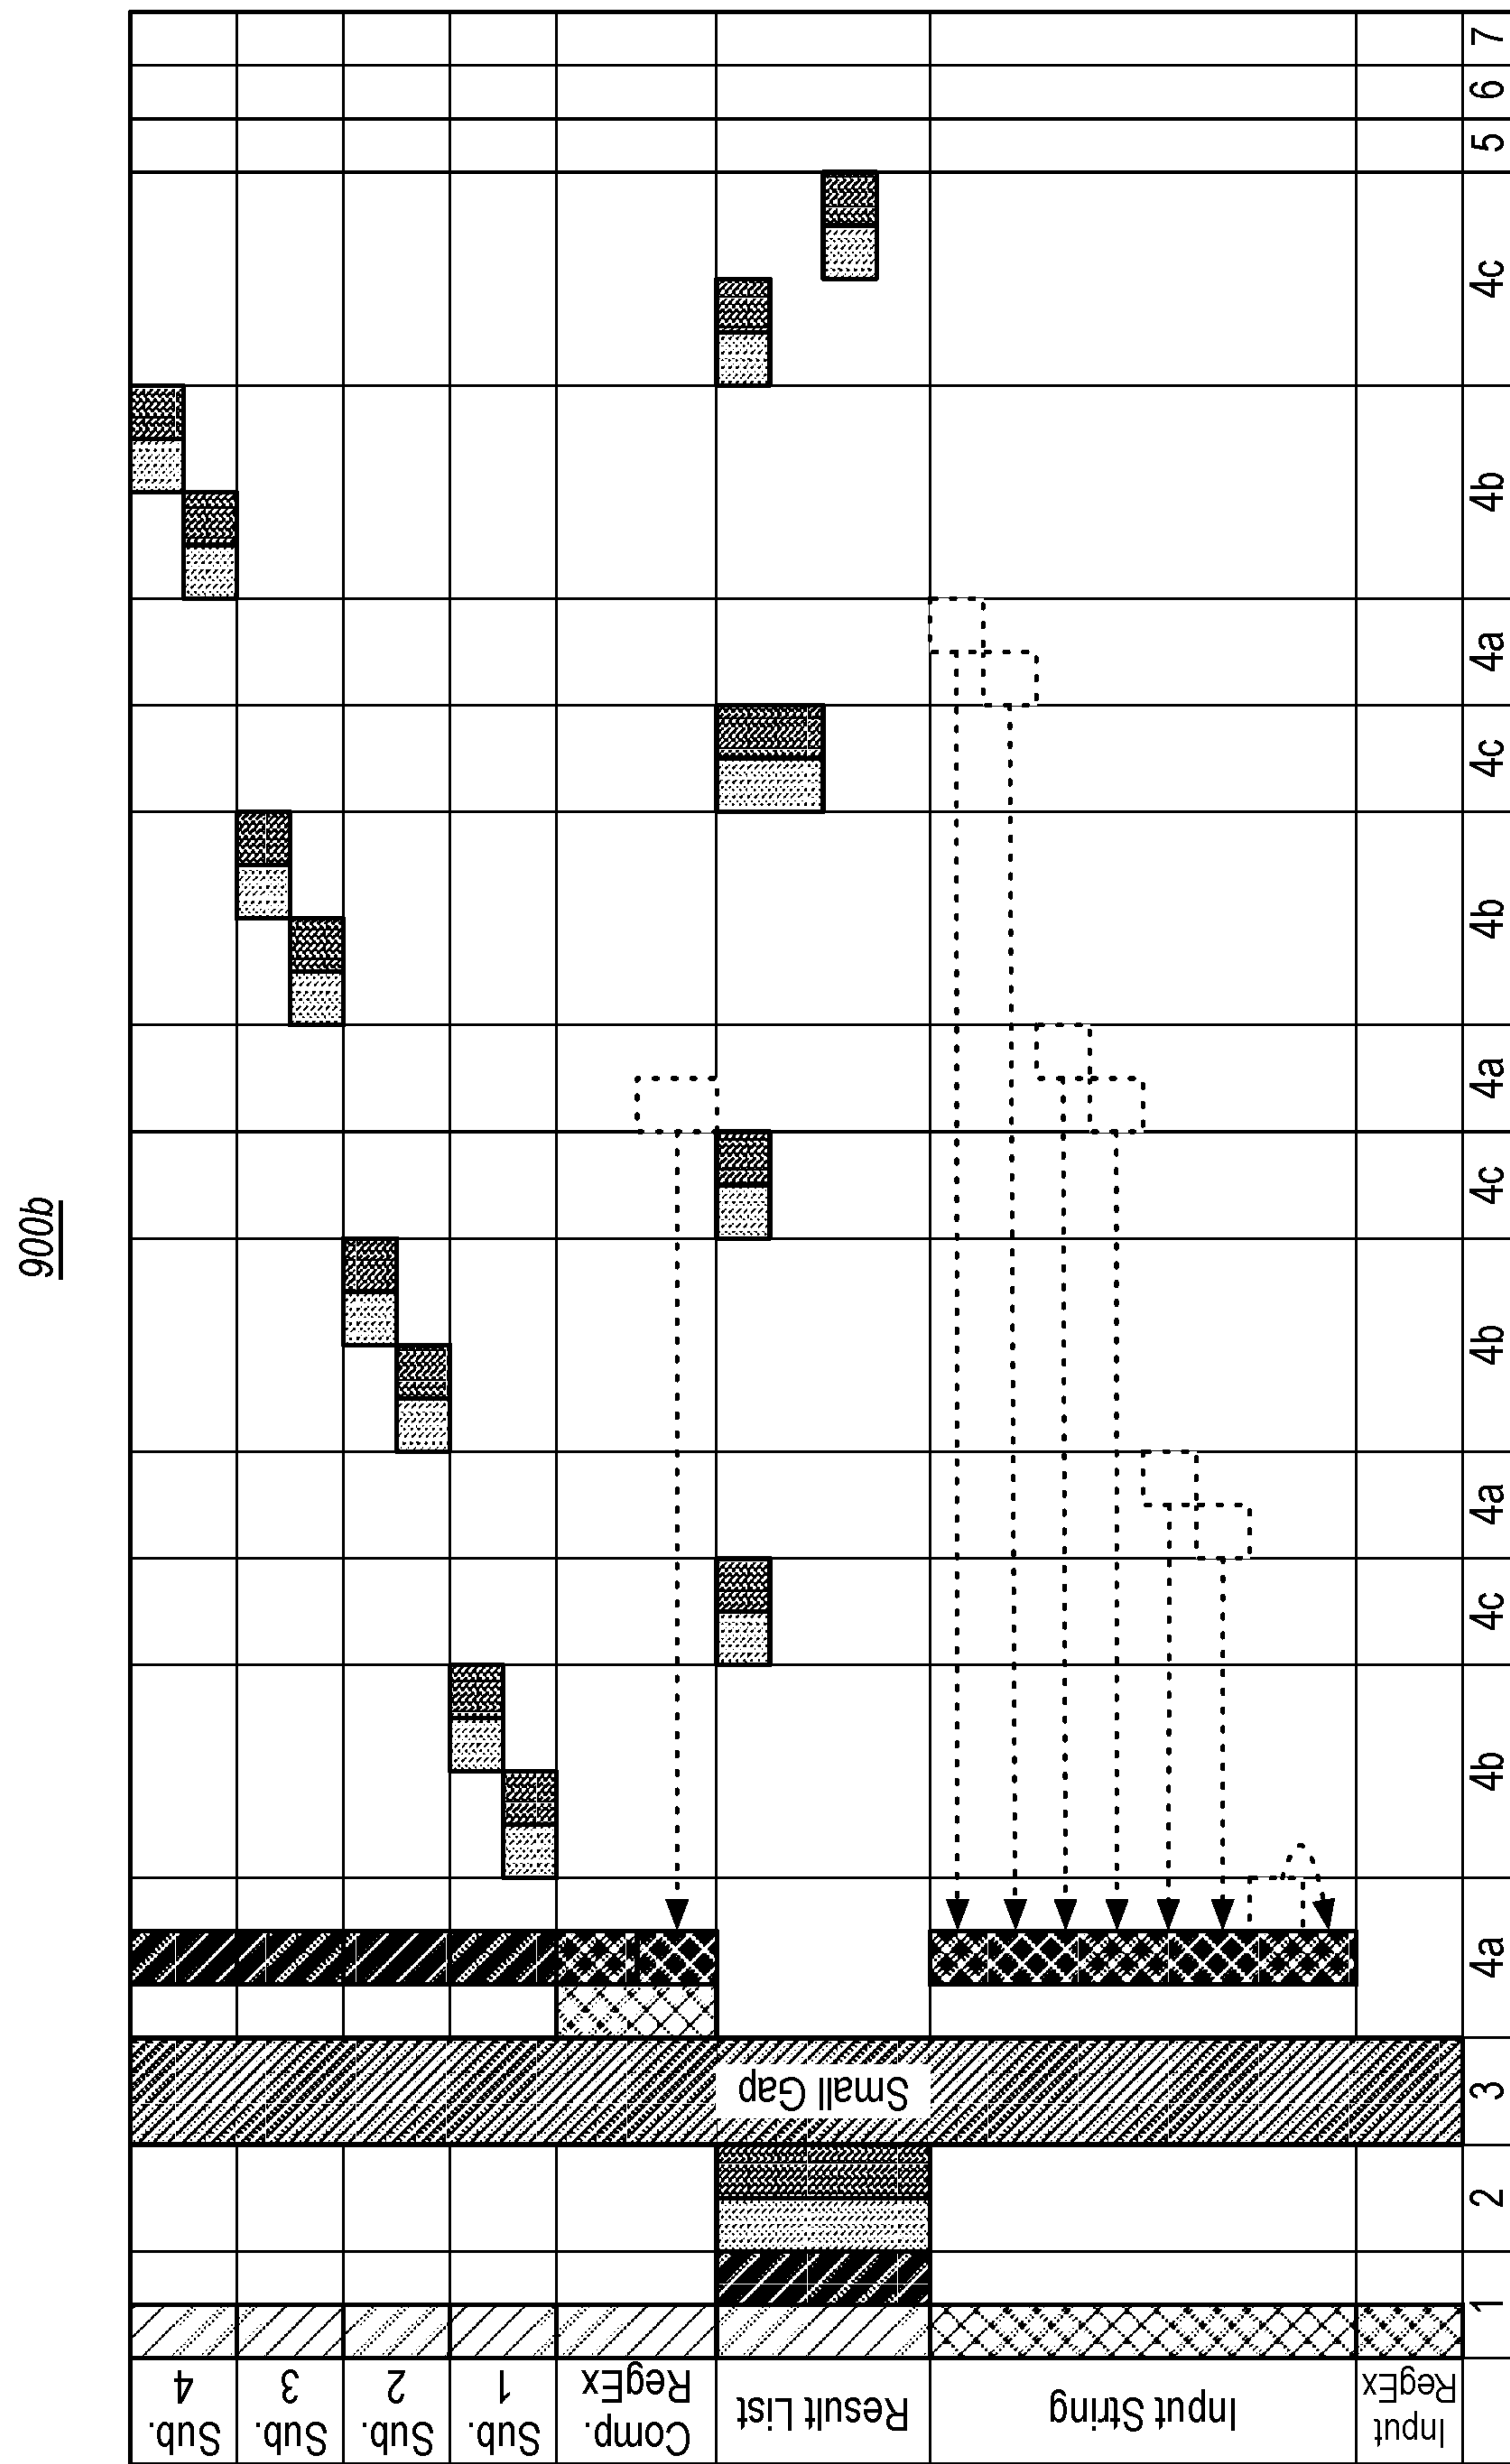 900b
Sub.
4
Sub.
3
Sub.
2
Sub.
1
Comp.
RegEx
Result List
Input String
Input
RegEx
Small Gap
1 2 3 4a 4b 4c 4a 4b 4c 4a 4b 4c 4a 4b 4c 5 6 7